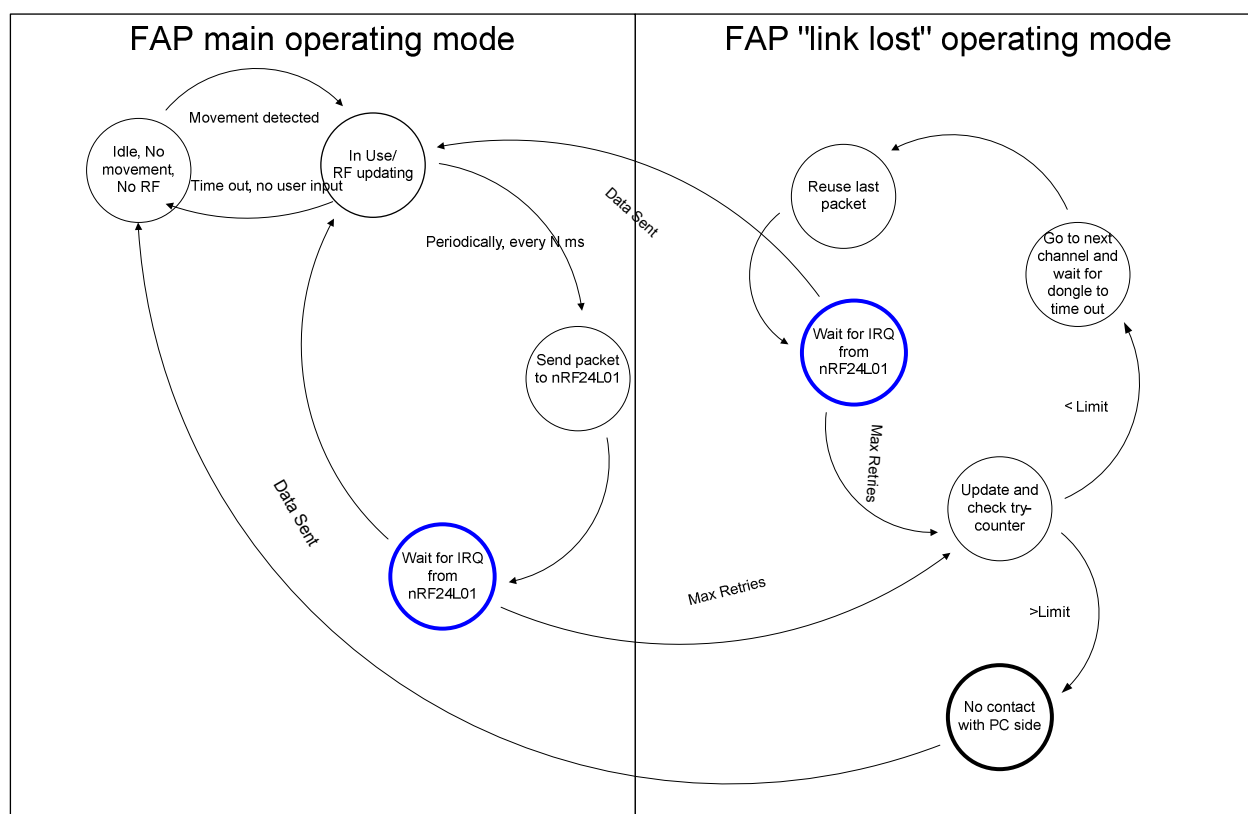 FAP main operating mode
FAP "link lost" operating mode
Movement detected
Idle, No
movement,
No RF
In Use/
RF updating
Time out, no user input
Periodically, every N ms
Data Sent
Reuse last
packet
Go to next
channel and
wait for
dongle to
time out
Wait for IRQ
from
nRF24L01
Send packet
to nRF24L01
< Limit
Max Retries
Update and
check try-
counter
Data Sent
Wait for IRQ
from
nRF24L01
Max Retries
>Limit
No contact
with PC side